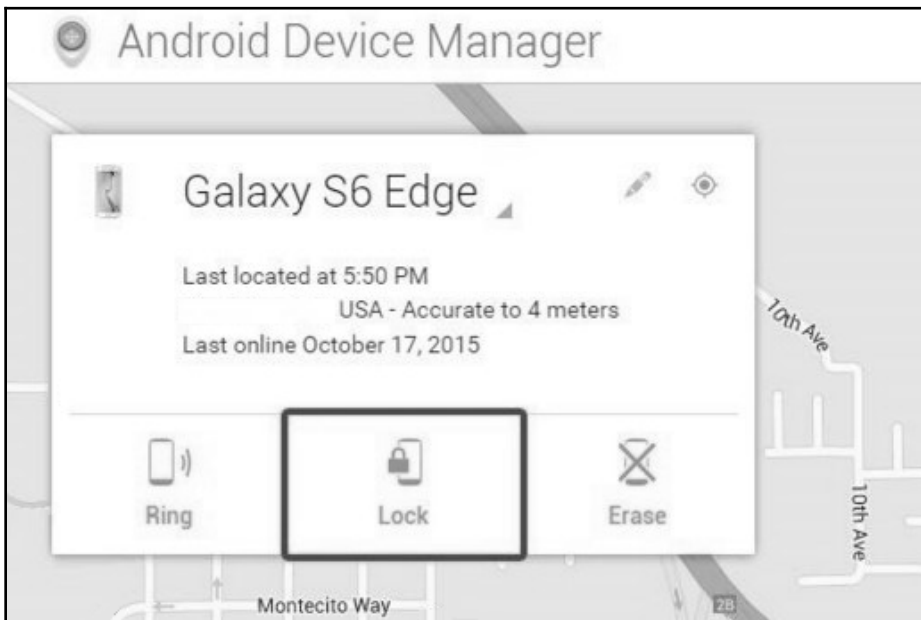 Android Device Manager
Galaxy S6 Edge
Last located at 5:50 PM
USA - Accurate to 4 meters
Last online October 17, 2015
10th Ave
Ring
Lock
Erase
10th Ave
Montecito Way
2B